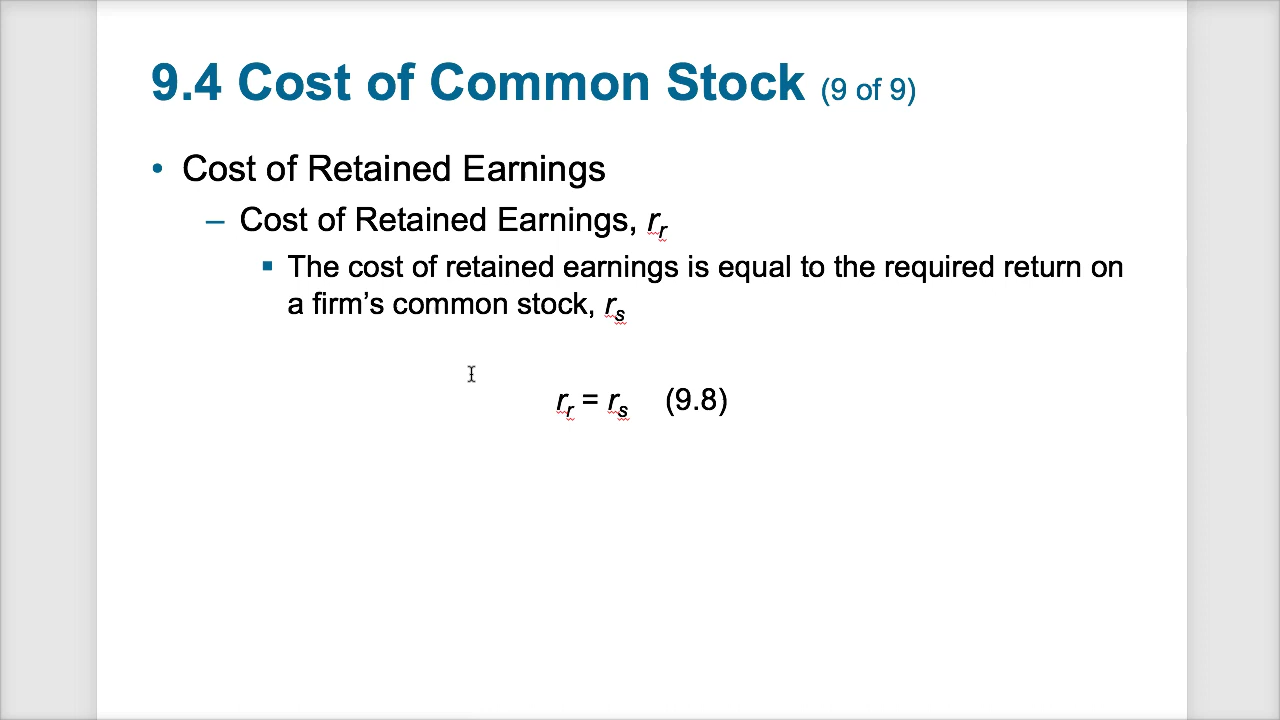 9.4 Cost of Common Stock (9 of 9)
• Cost of Retained Earnings
– Cost of Retained Earnings, rr
▪ The cost of retained earnings is equal to the required return on
a firm’s common stock, rs
rr = rs (9.8)